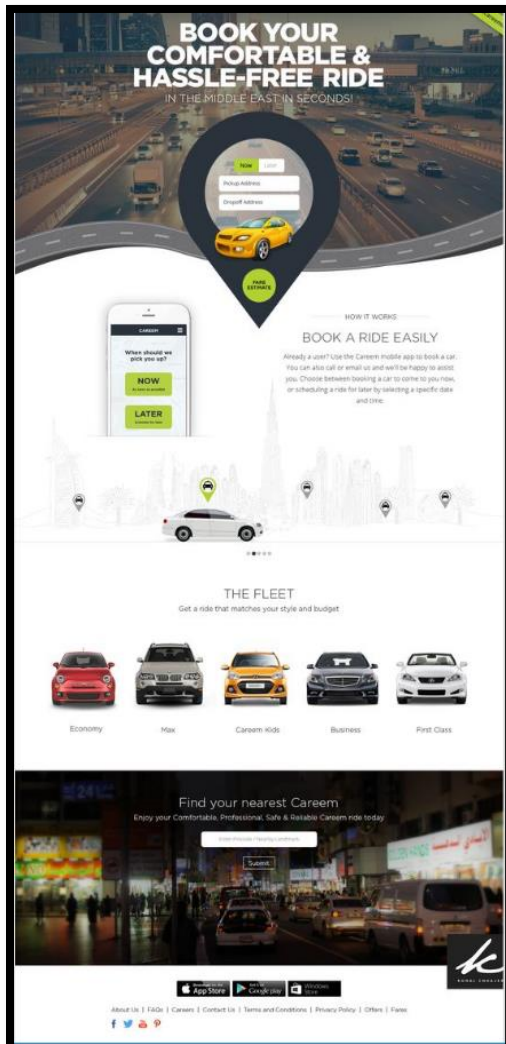 BOOK YOUR
COMFORTABLE &
HASSLE-FREE RIDE
IN THE MIDDLE EAST IN SECONDS!
NOW
LATER
Pickup Address
Dropoff Address
FARE
ESTIMATE
CAREEM
When should we
pick you up?
NOW
LATER
HOW IT WORKS
BOOK A RIDE EASILY
Already a user? Use the Careem mobile app to book a car.
You can also call or email us and we'll be happy to assist
you. Choose between booking a car to come to you now,
or scheduling a ride for later by selecting a specific date
and time.
THE FLEET
Get a ride that matches your style and budget
Economy
Max
Careem Kids
Business
First Class
24
Find your nearest Careem
Enjoy your Comfortable, Professional, Safe & Reliable Careem ride today
Submit
GOLDEN HANDS
App Store
Google play
Windows
Store
About Us | FAQs | Careers | Contact Us | Terms and Conditions | Privacy Policy | Offers | Fares